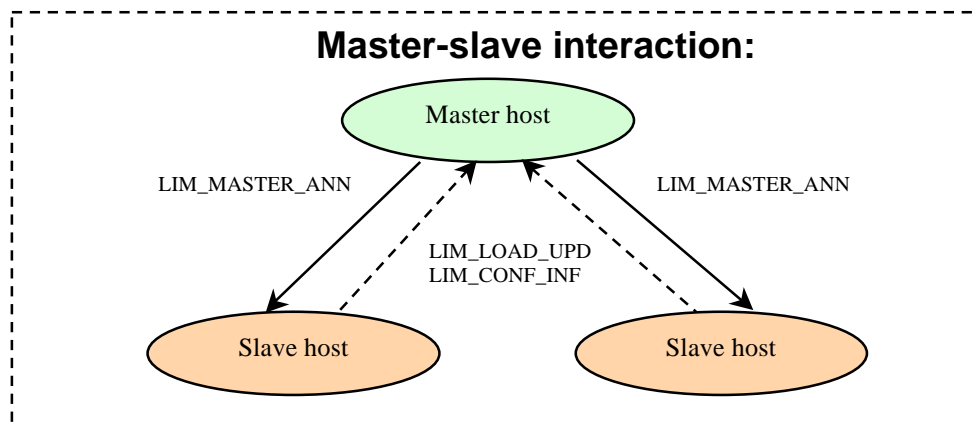 Master-slave interaction:
Master host
LIM_MASTER_ANN
LIM_MASTER_ANN
LIM_LOAD_UPD
LIM_CONF_INF
Slave host
Slave host